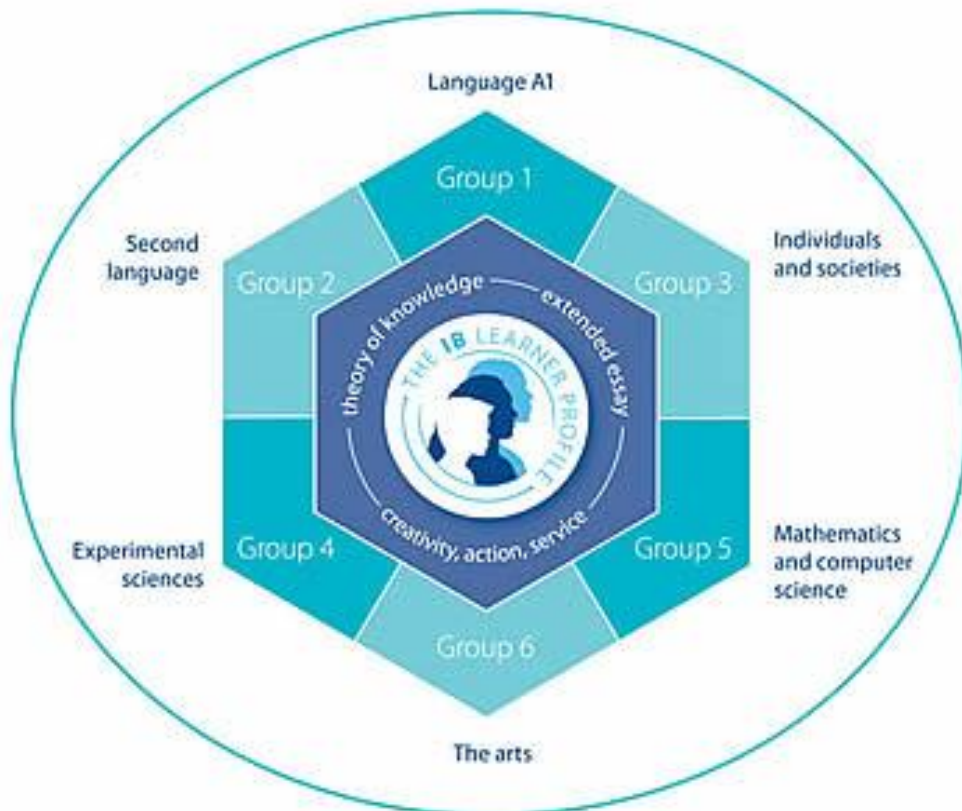 Language A1
Group 1
Second
language
Group 2
Group 3
Individuals
and societies
theory of knowledge
extended essay
THE IB LEARNER PROFILE
creativity, action, service
Experimental
sciences
Group 4
Group 5
Mathematics
and computer
science
Group 6
The arts